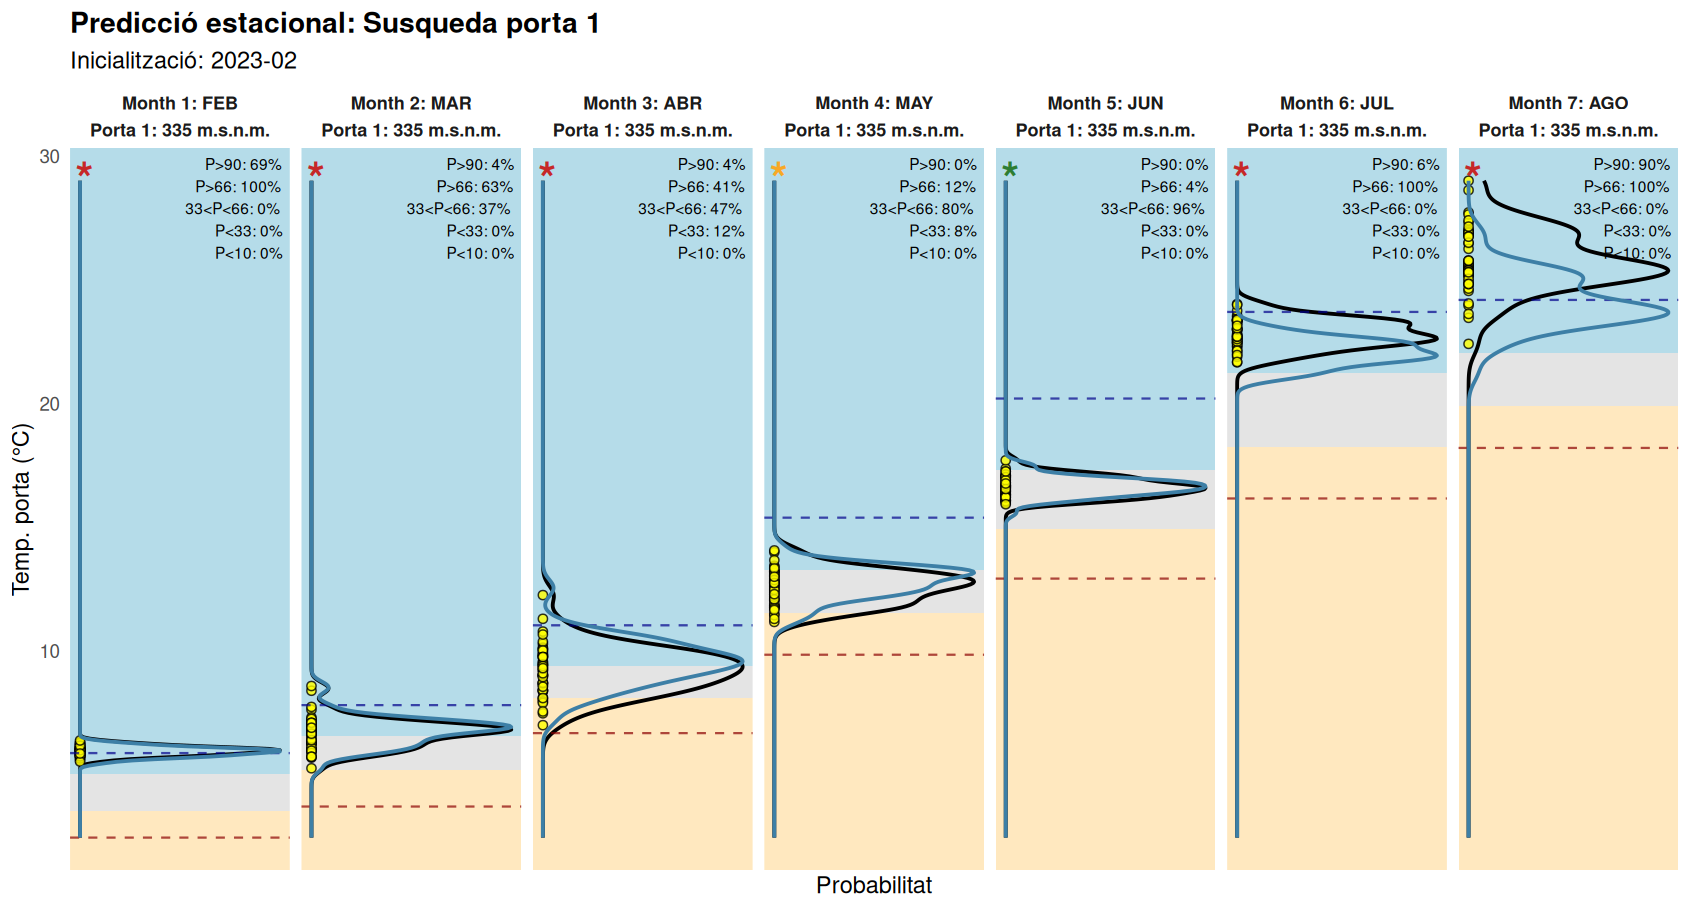 Predicció estacional: Susqueda porta 1
Inicialització: 2023-02
Month 1: FEB
Porta 1: 335 m.s.n.m.
Month 2: MAR
Porta 1: 335 m.s.n.m.
Month 3: ABR
Porta 1: 335 m.s.n.m.
Month 4: MAY
Porta 1: 335 m.s.n.m.
Month 5: JUN
Porta 1: 335 m.s.n.m.
Month 6: JUL
Porta 1: 335 m.s.n.m.
Month 7: AGO
Porta 1: 335 m.s.n.m.
*
P>90: 69%
P>66: 100%
33<P<66: 0%
P<33: 0%
P<10: 0%
*
P>90: 4%
P>66: 63%
33<P<66: 37%
P<33: 0%
P<10: 0%
*
P>90: 4%
P>66: 41%
33<P<66: 47%
P<33: 12%
P<10: 0%
*
P>90: 0%
P>66: 12%
33<P<66: 80%
P<33: 8%
P<10: 0%
*
P>90: 0%
P>66: 4%
33<P<66: 96%
P<33: 0%
P<10: 0%
*
P>90: 6%
P>66: 100%
33<P<66: 0%
P<33: 0%
P<10: 0%
*
P>90: 90%
P>66: 100%
33<P<66: 0%
P<33: 0%
P<10: 0%
30
20
10
Temp. porta (°C)
Probabilitat